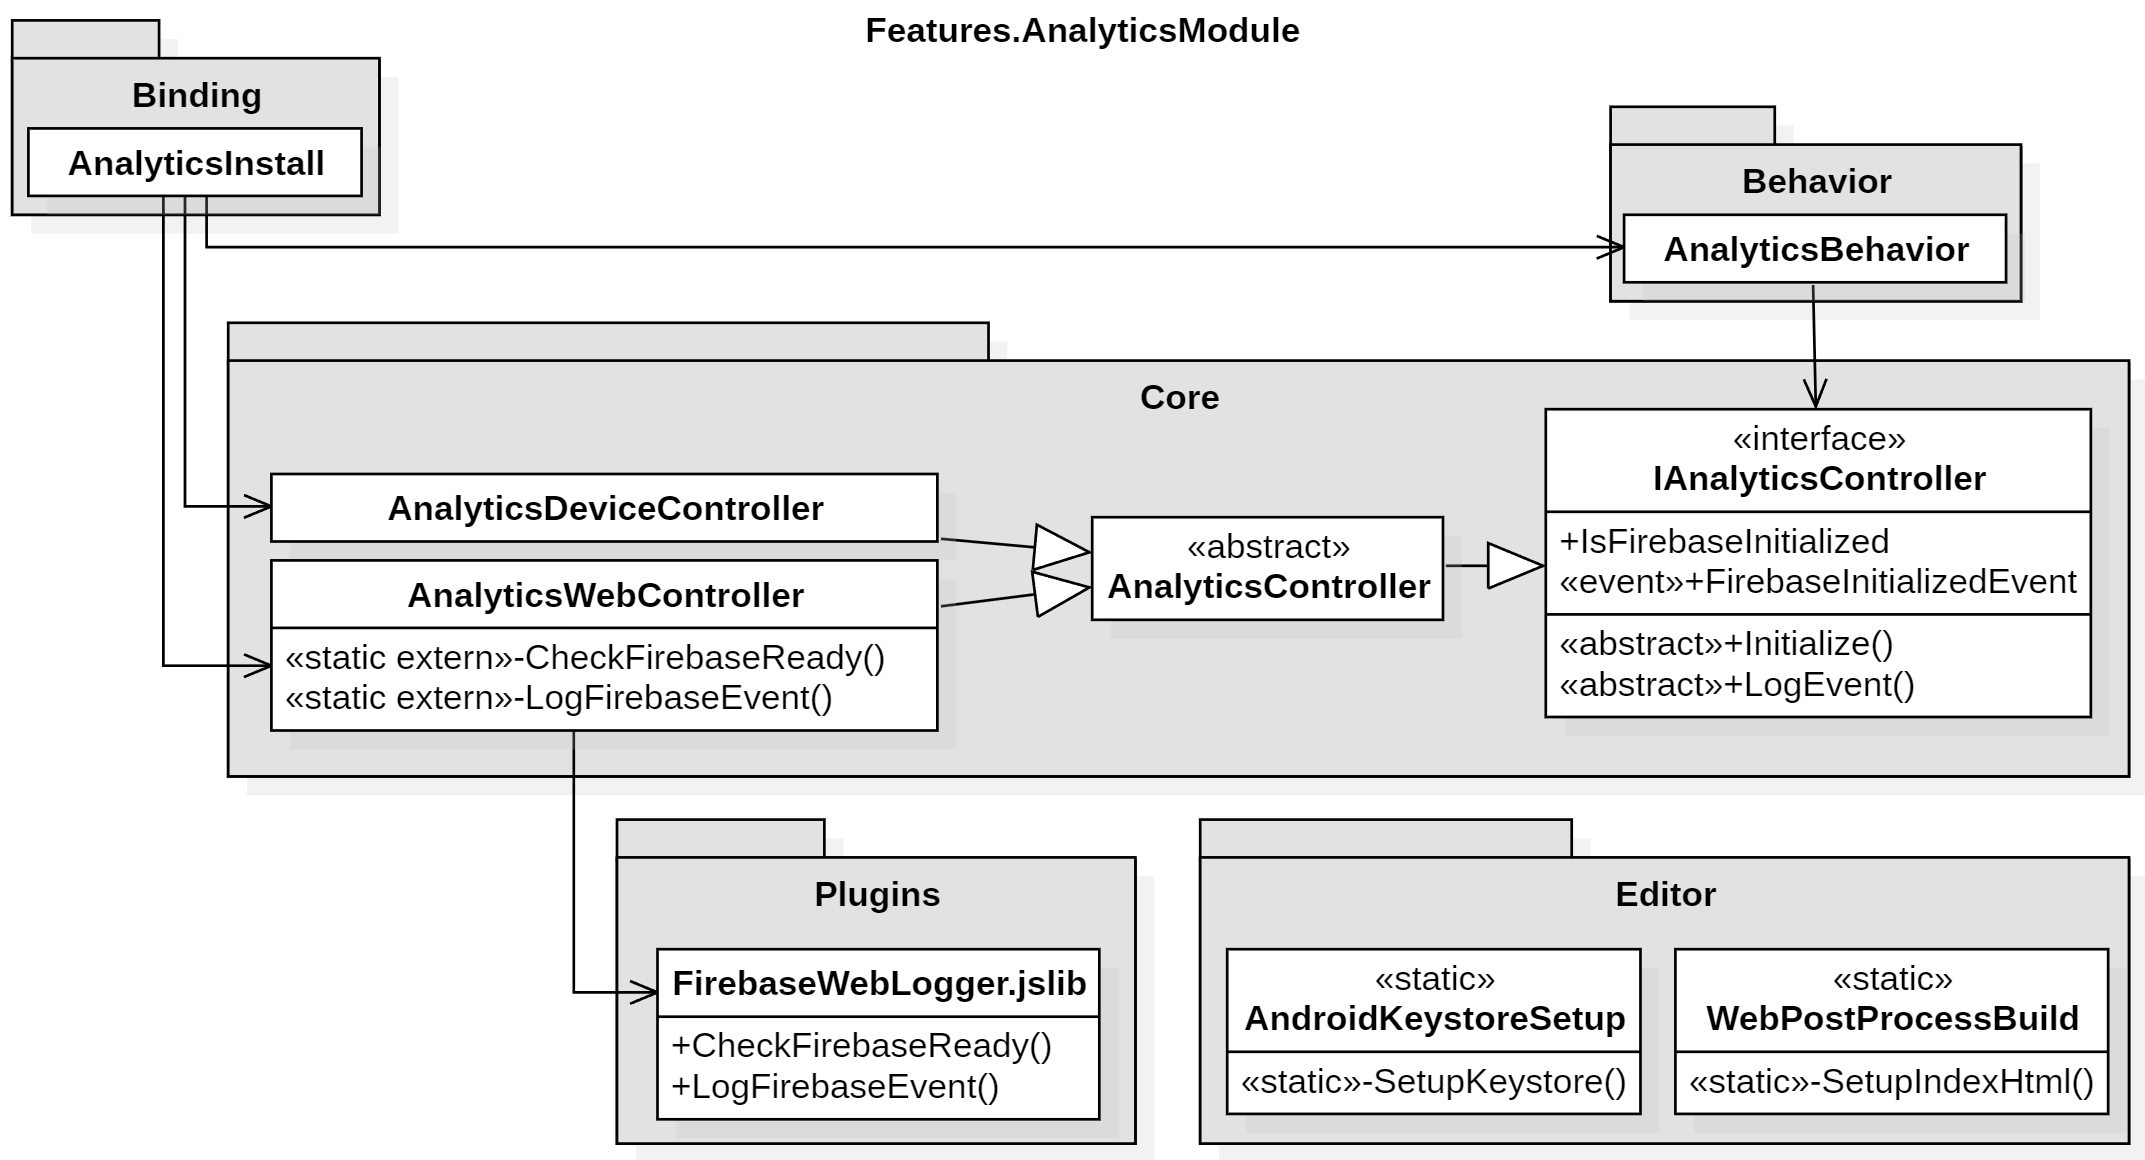 Features.AnalyticsModule
Binding
AnalyticsInstall
Behavior
AnalyticsBehavior
Core
AnalyticsDeviceController
AnalyticsWebController
«static extern»-CheckFirebaseReady()
«static extern»-LogFirebaseEvent()
«abstract»
AnalyticsController
«interface»
IAnalyticsController
+IsFirebaseInitialized
«event»+FirebaseInitializedEvent
«abstract»+Initialize()
«abstract»+LogEvent()
Plugins
FirebaseWebLogger.jslib
+CheckFirebaseReady()
+LogFirebaseEvent()
Editor
«static»
AndroidKeystoreSetup
«static»-SetupKeystore()
«static»
WebPostProcessBuild
«static»-SetupIndexHtml()